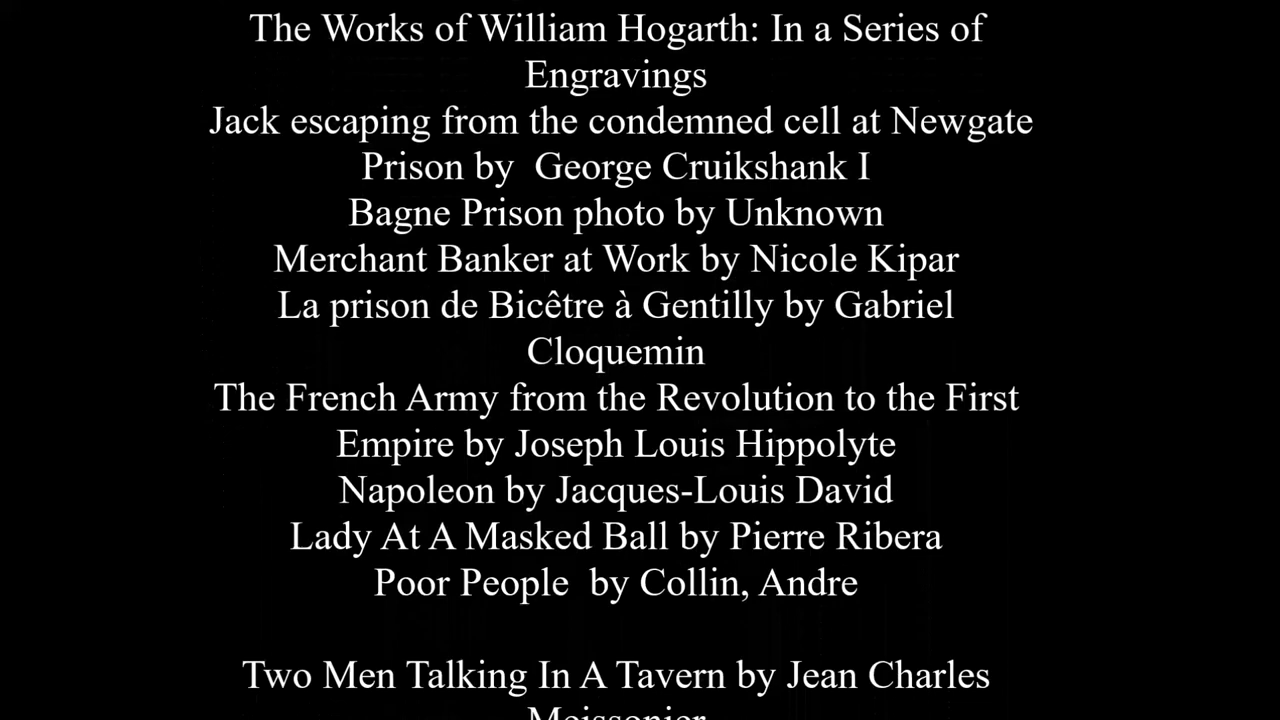 The Works of William Hogarth: In a Series of
Engravings
Jack escaping from the condemned cell at Newgate
Prison by  George Cruikshank I
Bagne Prison photo by Unknown
Merchant Banker at Work by Nicole Kipar
La prison de Bicêtre à Gentilly by Gabriel
Cloquemin
The French Army from the Revolution to the First
Empire by Joseph Louis Hippolyte
Napoleon by Jacques-Louis David
Lady At A Masked Ball by Pierre Ribera
Poor People  by Collin, Andre
Two Men Talking In A Tavern by Jean Charles
Meissonier